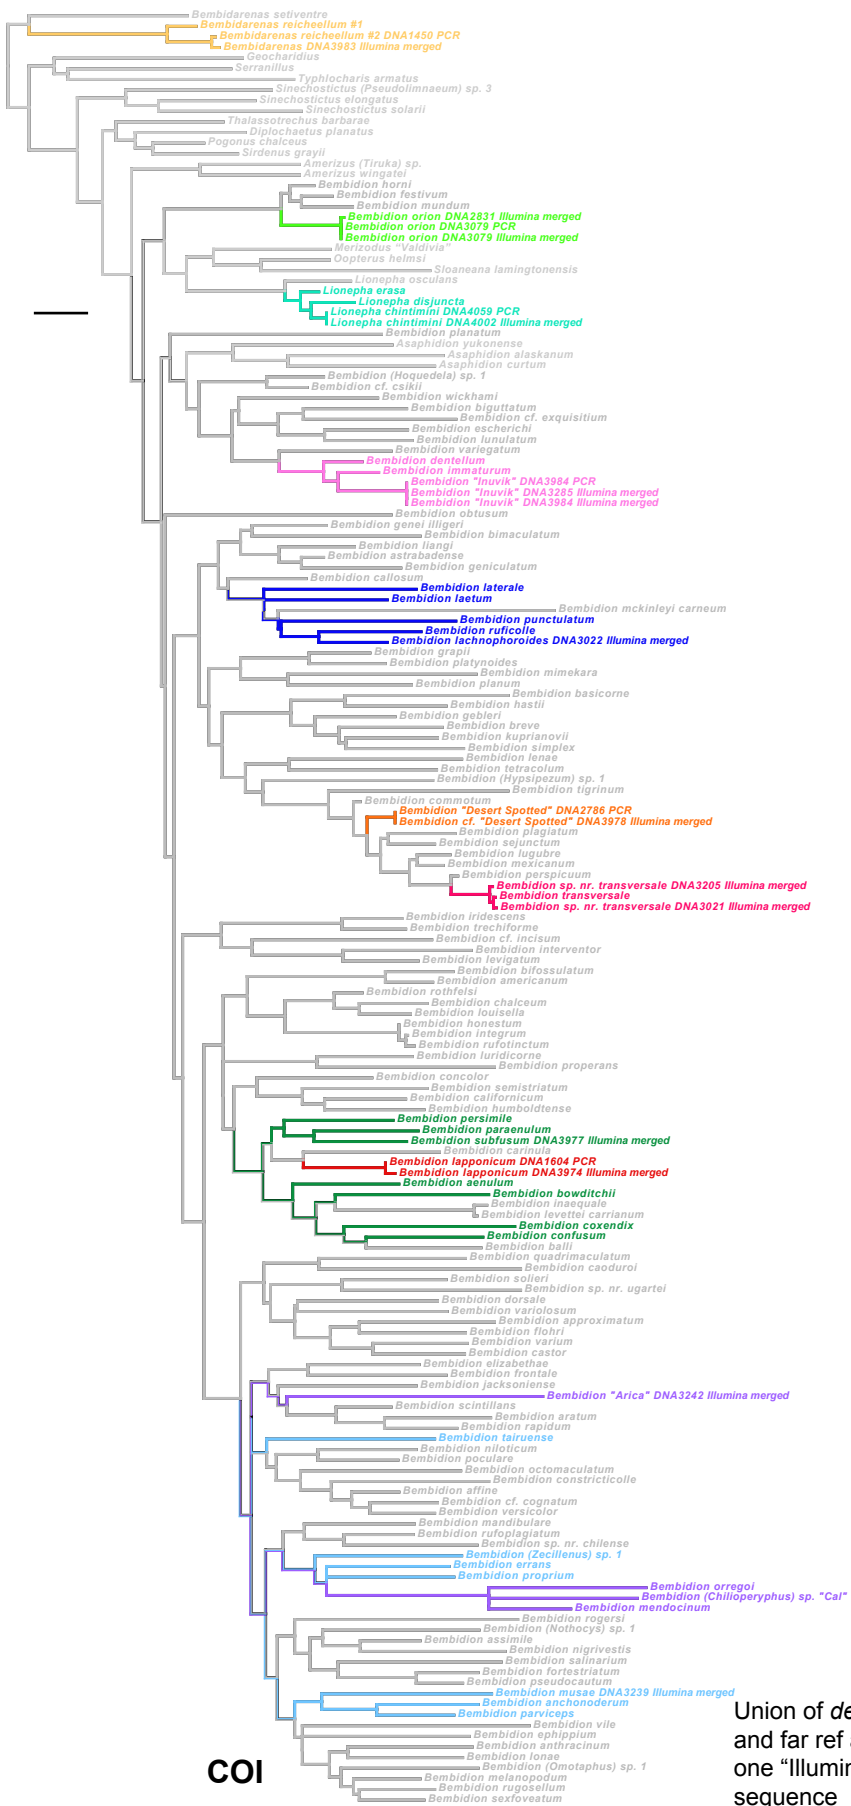 Bembidarenas setiventre
Bembidarenas reicheellum #1
Bembidarenas reicheellum #2 DNA1450 PCR
Bembidarenas DNA3983 Illumina merged
Geocharidius
Serranillus
Typhlocharis armatus
Sinechostictus (Pseudolimnaeum) sp. 3
Sinechostictus elongatus
Sinechostictus solarii
Thalassotrechus barbarae
Diplochaetus planatus
Pogonus chalceus
Sirdenus grayii
Amerizus (Tiruka) sp.
Amerizus wingatei
Bembidion horni
Bembidion festivum
Bembidion mundum
Bembidion orion DNA2831 Illumina merged
Bembidion orion DNA3079 PCR
Bembidion orion DNA3079 Illumina merged
Merizodus "Valdivia"
Oopterus helmsi
Sloaneana lamingtonensis
Lionepha osculans
Lionepha erasa
Lionepha disjuncta
Lionepha chintimini DNA4059 PCR
Lionepha chintimini DNA4002 Illumina merged
Bembidion planatum
Asaphidion yukonense
Asaphidion alaskanum
Asaphidion curtum
Bembidion (Hoquedela) sp. 1
Bembidion cf. csikii
Bembidion wickhami
Bembidion biguttatum
Bembidion cf. exquisitium
Bembidion escherichi
Bembidion lunulatum
Bembidion variegatum
Bembidion dentellum
Bembidion immaturum
Bembidion "Inuvik" DNA3984 PCR
Bembidion "Inuvik" DNA3285 Illumina merged
Bembidion "Inuvik" DNA3984 Illumina merged
Bembidion obtusum
Bembidion genei illigeri
Bembidion bimaculatum
Bembidion liangi
Bembidion astrabadense
Bembidion geniculatum
Bembidion callosum
Bembidion laterale
Bembidion laetum
Bembidion mckinleyi carneum
Bembidion punctulatum
Bembidion ruficolle
Bembidion lachnophoroides DNA3022 Illumina merged
Bembidion grapii
Bembidion platynoides
Bembidion mimekara
Bembidion planum
Bembidion basicorne
Bembidion hastii
Bembidion gebleri
Bembidion breve
Bembidion kuprianovii
Bembidion simplex
Bembidion lenae
Bembidion tetracolum
Bembidion (Hypsipezum) sp. 1
Bembidion tigrinum
Bembidion commotum
Bembidion "Desert Spotted" DNA2786 PCR
Bembidion cf. "Desert Spotted" DNA3978 Illumina merged
Bembidion plagiatum
Bembidion sejunctum
Bembidion lugubre
Bembidion mexicanum
Bembidion perspicuum
Bembidion sp. nr. transversale DNA3205 Illumina merged
Bembidion transversale
Bembidion sp. nr. transversale DNA3021 Illumina merged
Bembidion iridescens
Bembidion trechiforme
Bembidion cf. incisum
Bembidion interventor
Bembidion levigatum
Bembidion bifossulatum
Bembidion americanum
Bembidion rothfelsi
Bembidion chalceum
Bembidion louisella
Bembidion honestum
Bembidion integrum
Bembidion rufotinctum
Bembidion luridicorne
Bembidion properans
Bembidion concolor
Bembidion semistriatum
Bembidion californicum
Bembidion humboldtense
Bembidion persimile
Bembidion paraenulum
Bembidion subfusum DNA3977 Illumina merged
Bembidion carinula
Bembidion lapponicum DNA1604 PCR
Bembidion lapponicum DNA3974 Illumina merged
Bembidion aenulum
Bembidion bowditchii
Bembidion inaequale
Bembidion levettei carrianum
Bembidion coxendix
Bembidion confusum
Bembidion balli
Bembidion quadrimaculatum
Bembidion caoduroi
Bembidion solieri
Bembidion sp. nr. ugartei
Bembidion dorsale
Bembidion variolosum
Bembidion approximatum
Bembidion flohri
Bembidion varium
Bembidion castor
Bembidion elizabethae
Bembidion frontale
Bembidion jacksoniense
Bembidion "Arica" DNA3242 Illumina merged
Bembidion scintillans
Bembidion aratum
Bembidion rapidum
Bembidion tairuense
Bembidion niloticum
Bembidion poculare
Bembidion octomaculatum
Bembidion constricticolle
Bembidion affine
Bembidion cf. cognatum
Bembidion versicolor
Bembidion mandibulare
Bembidion rufoplagiatum
Bembidion sp. nr. chilense
Bembidion (Zecillenus) sp. 1
Bembidion errans
Bembidion proprium
Bembidion orregoi
Bembidion (Chilioperyphus) sp. "Cal"
Bembidion mendocinum
Bembidion rogersi
Bembidion (Nothocys) sp. 1
Bembidion assimile
Bembidion nigrivestis
Bembidion salinarium
Bembidion fortestriatum
Bembidion pseudocautum
Bembidion musae DNA3239 Illumina merged
Bembidion anchonoderum
Bembidion parviceps
Bembidion vile
Bembidion ephippium
Bembidion anthracinum
Bembidion lonae
Bembidion (Omotaphus) sp. 1
Bembidion melanopodum
Bembidion rugosellum
Bembidion sexfoveatum
COI
Union of de
and far ref
one "Illumin
sequence